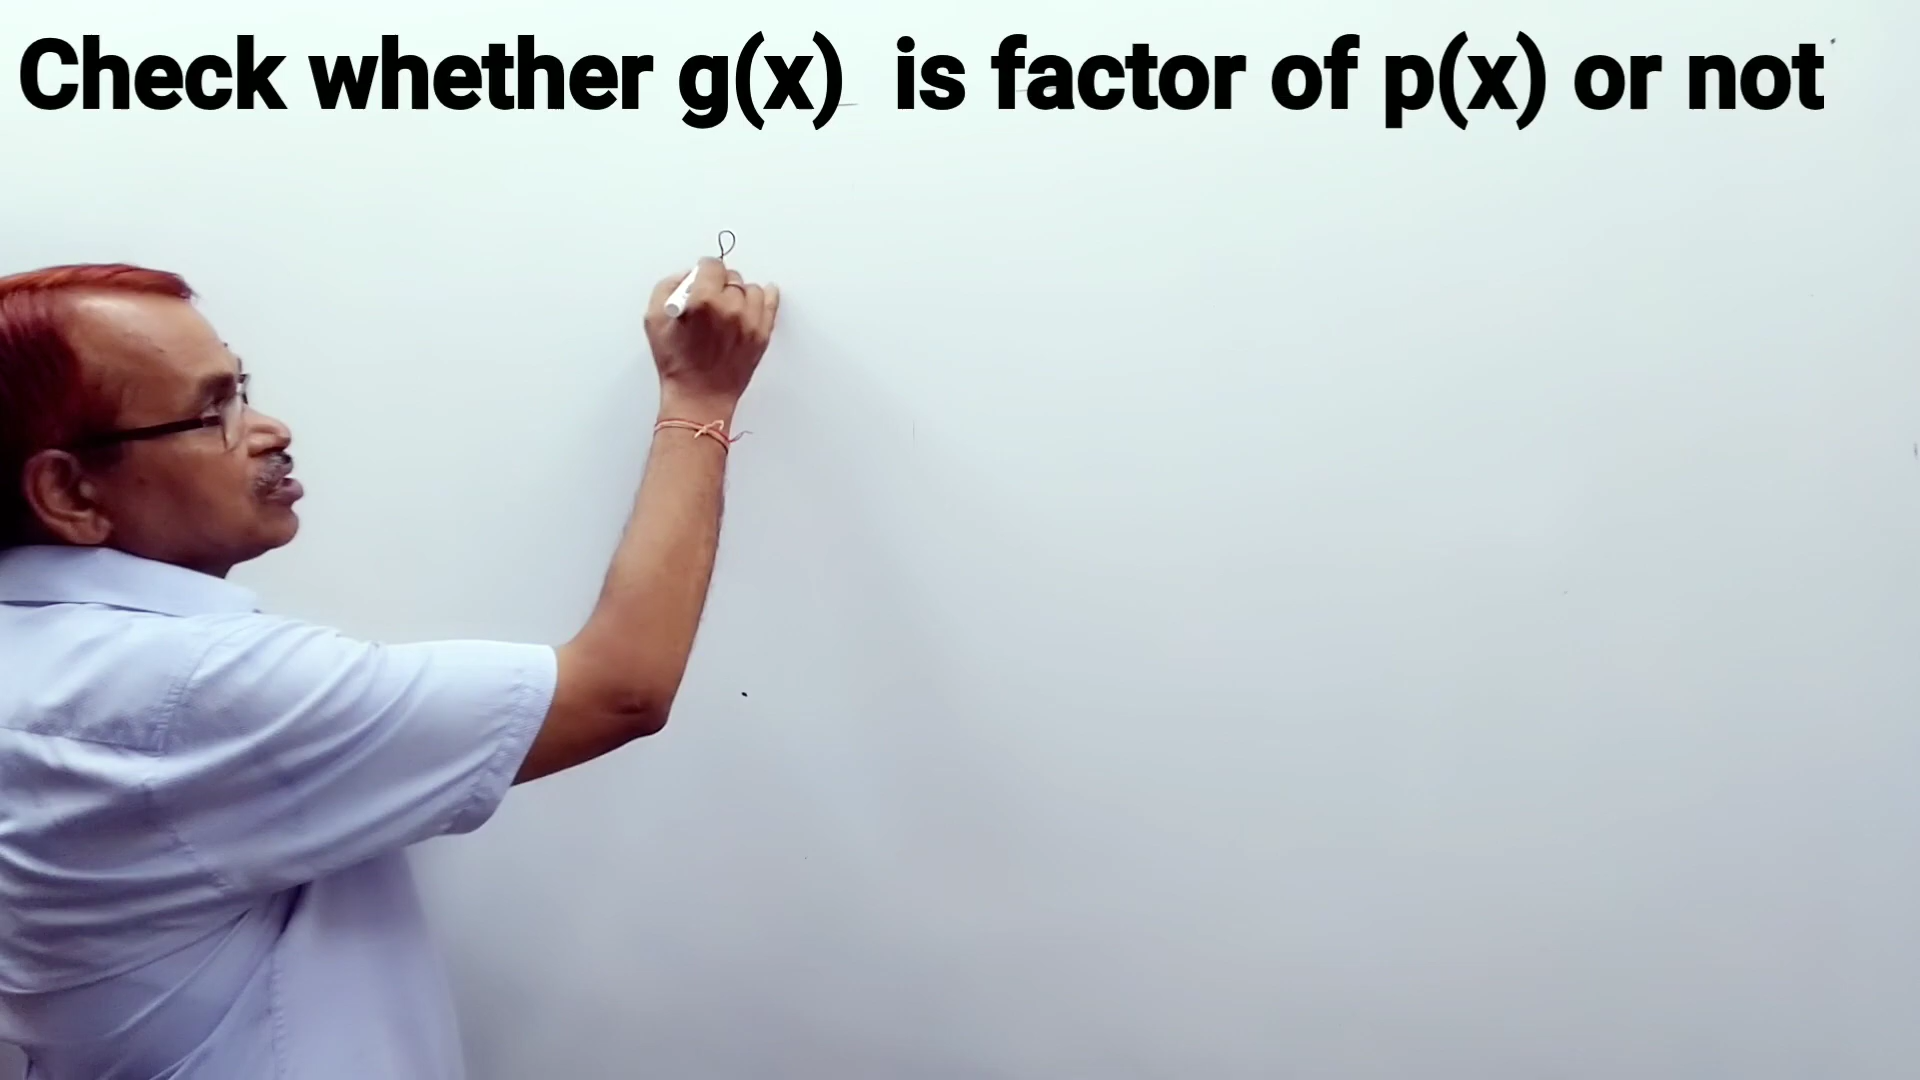 Check whether g(x) is factor of p(x) or not